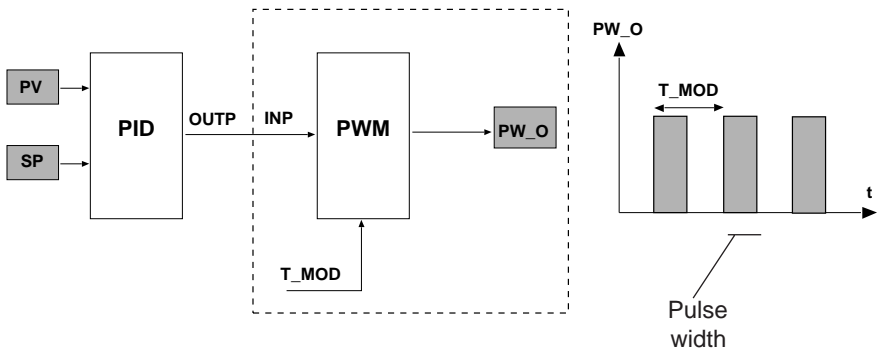 PV
SP
PID
OUTP
INP
PWM
PW_O
T_MOD
PW_O
T_MOD
t
Pulse
width